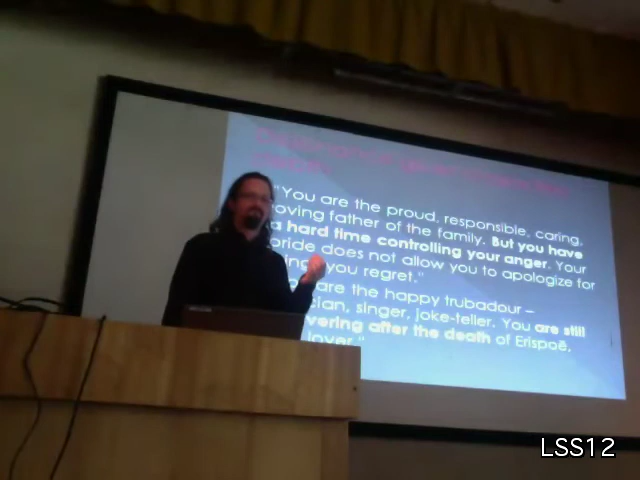 "You are the proud, responsible, caring,
loving father of the family. But you have
a hard time controlling your anger. Your
pride does not allow you to apologize for
you regret."
are the happy trubadour –
singer, joke-teller. You are still
after the death of Erispoë,
lover."
LSS12